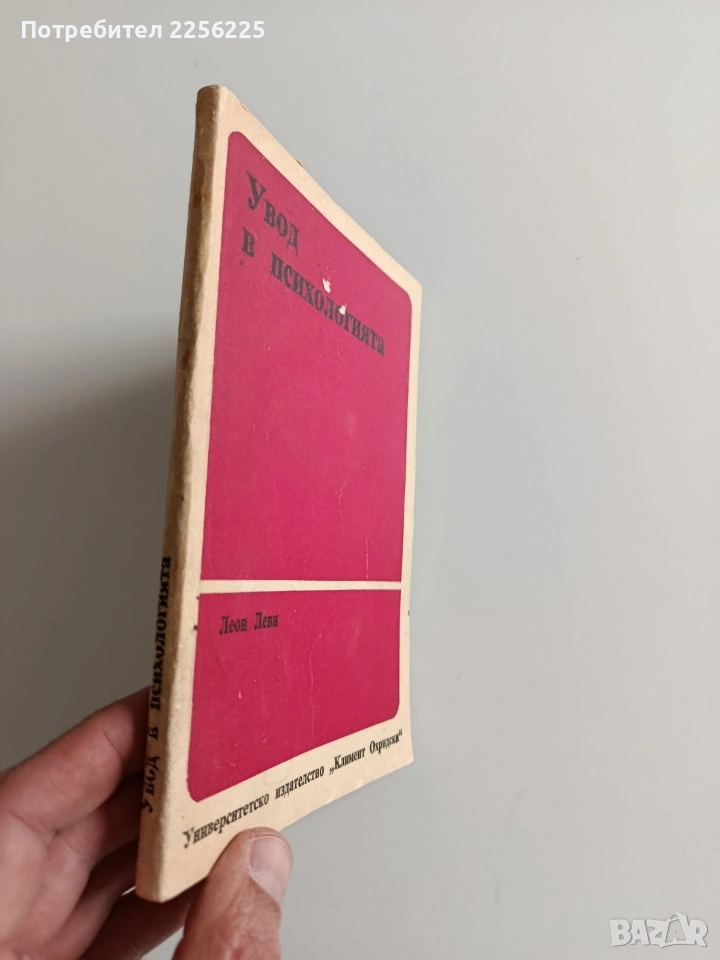 Потребител 2256225
Увод
в психологията
Леон Леви
Университетско издателство „Климент Охридски“
Увод в психологията
BAZAR